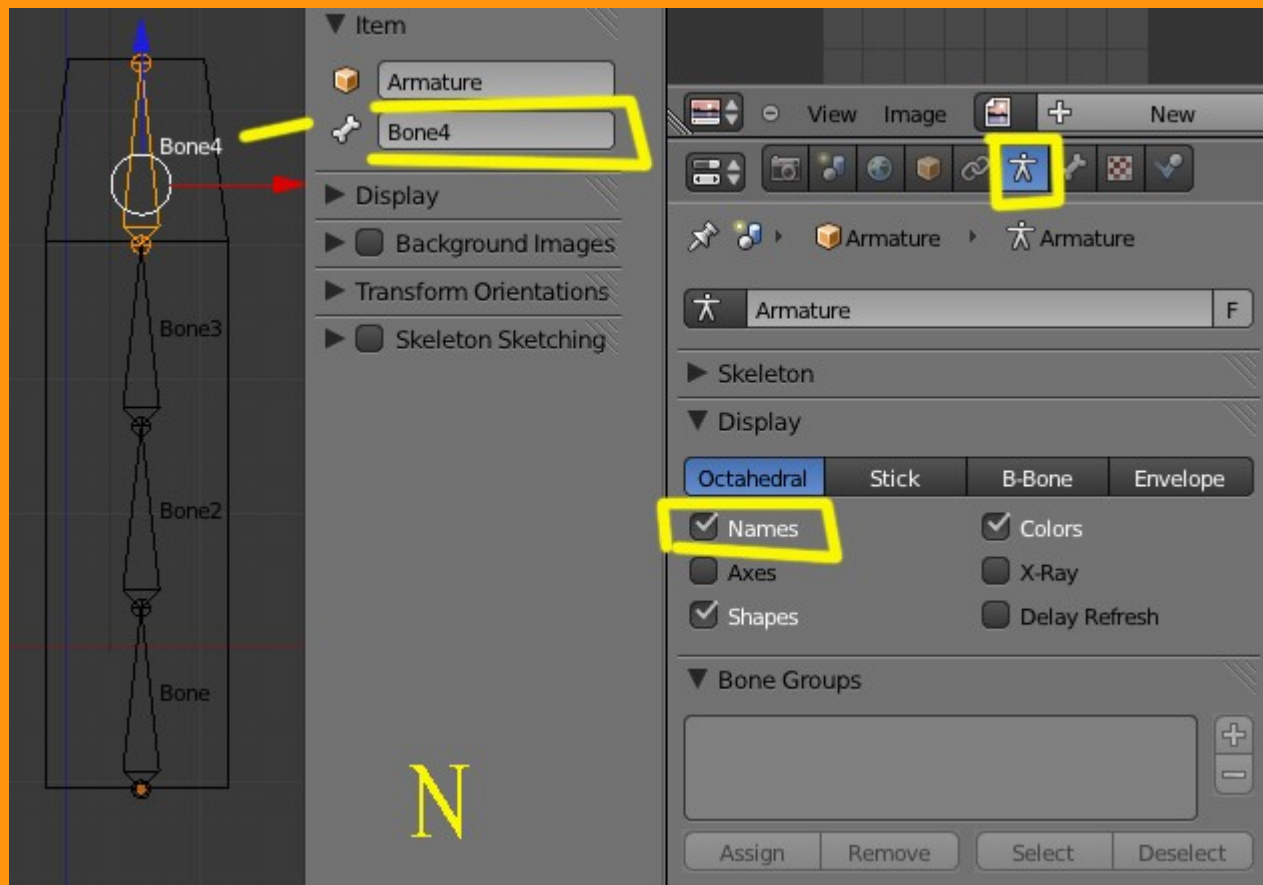 Bone4
Bone3
Bone2
Bone
Item
Armature
Bone4
Display
Background Images
Transform Orientations
Skeleton Sketching
N
View Image New
Armature Armature
Armature F
Skeleton
Display
Octahedral Stick B-Bone Envelope
Names Colors
Axes X-Ray
Shapes Delay Refresh
Bone Groups
Assign Remove Select Deselect